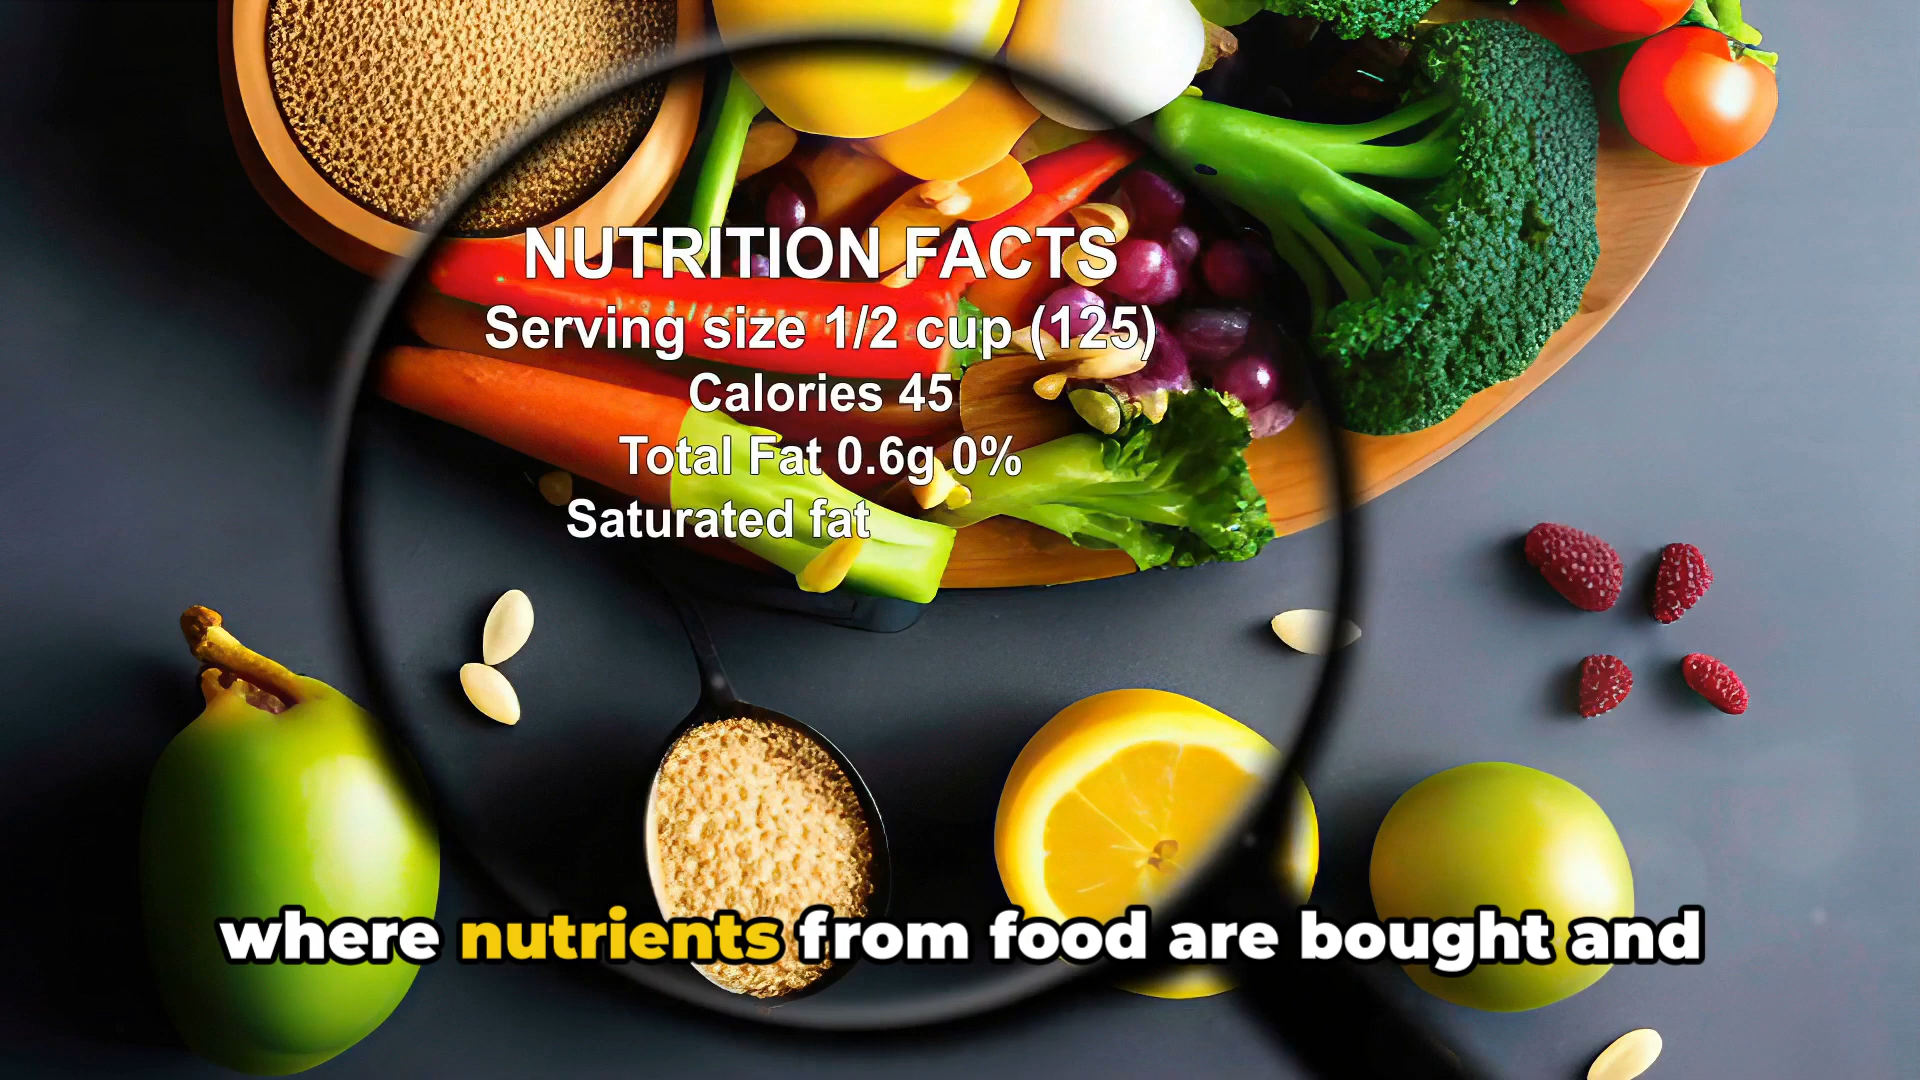 NUTRITION FACTS
Serving size 1/2 cup (125)
Calories 45
Total Fat 0.6g 0%
Saturated fat
where nutrients from food are bought and